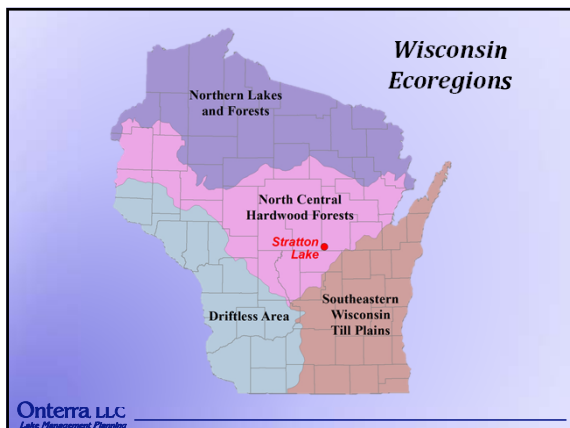 Wisconsin
Ecoregions
Northern Lakes
and Forests
North Central
Hardwood Forests
Stratton
Lake
Southeastern
Wisconsin
Till Plains
Driftless Area
Onterra LLC
Lake Management Planning